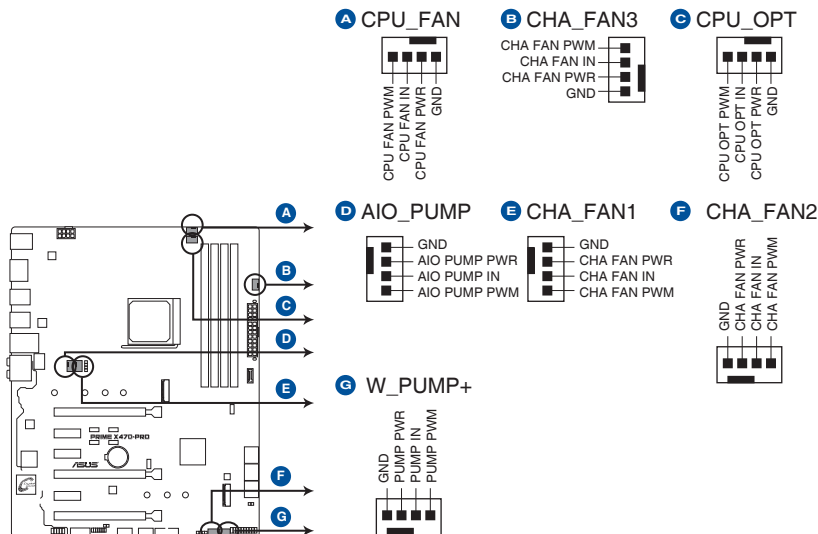 A CPU_FAN
CPU FAN PWM
CPU FAN IN
CPU FAN PWR
GND
B CHA_FAN3
CHA FAN PWM
CHA FAN IN
CHA FAN PWR
GND
C CPU_OPT
CPU OPT PWM
CPU OPT IN
CPU OPT PWR
GND
D AIO_PUMP
GND
AIO PUMP PWR
AIO PUMP IN
AIO PUMP PWM
E CHA_FAN1
GND
CHA FAN PWR
CHA FAN IN
CHA FAN PWM
F CHA_FAN2
GND
CHA FAN PWR
CHA FAN IN
CHA FAN PWM
G W_PUMP+
GND
PUMP PWR
PUMP IN
PUMP PWM
A
B
C
D
E
F
G
PRIME X470-PRO
ASUS